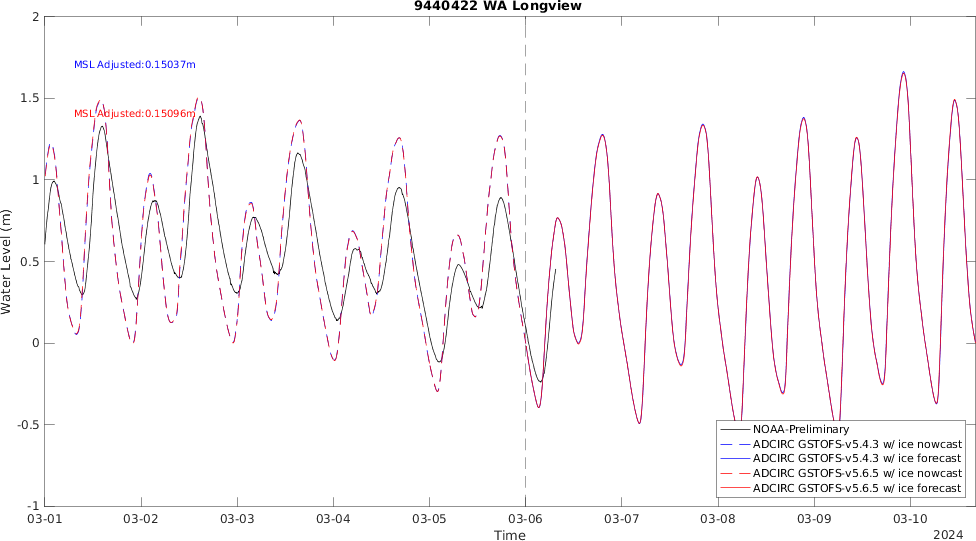 9440422 WA Longview
MSL Adjusted:0.15037m
MSL Adjusted:0.15096m
Water Level (m)
2
1.5
1
0.5
0
-0.5
-1
NOAA-Preliminary
ADCIRC GSTOFS-v5.4.3 w/ ice nowcast
ADCIRC GSTOFS-v5.4.3 w/ ice forecast
ADCIRC GSTOFS-v5.6.5 w/ ice nowcast
ADCIRC GSTOFS-v5.6.5 w/ ice forecast
03-01 03-02 03-03 03-04 03-05 03-06 03-07 03-08 03-09 03-10
Time
2024